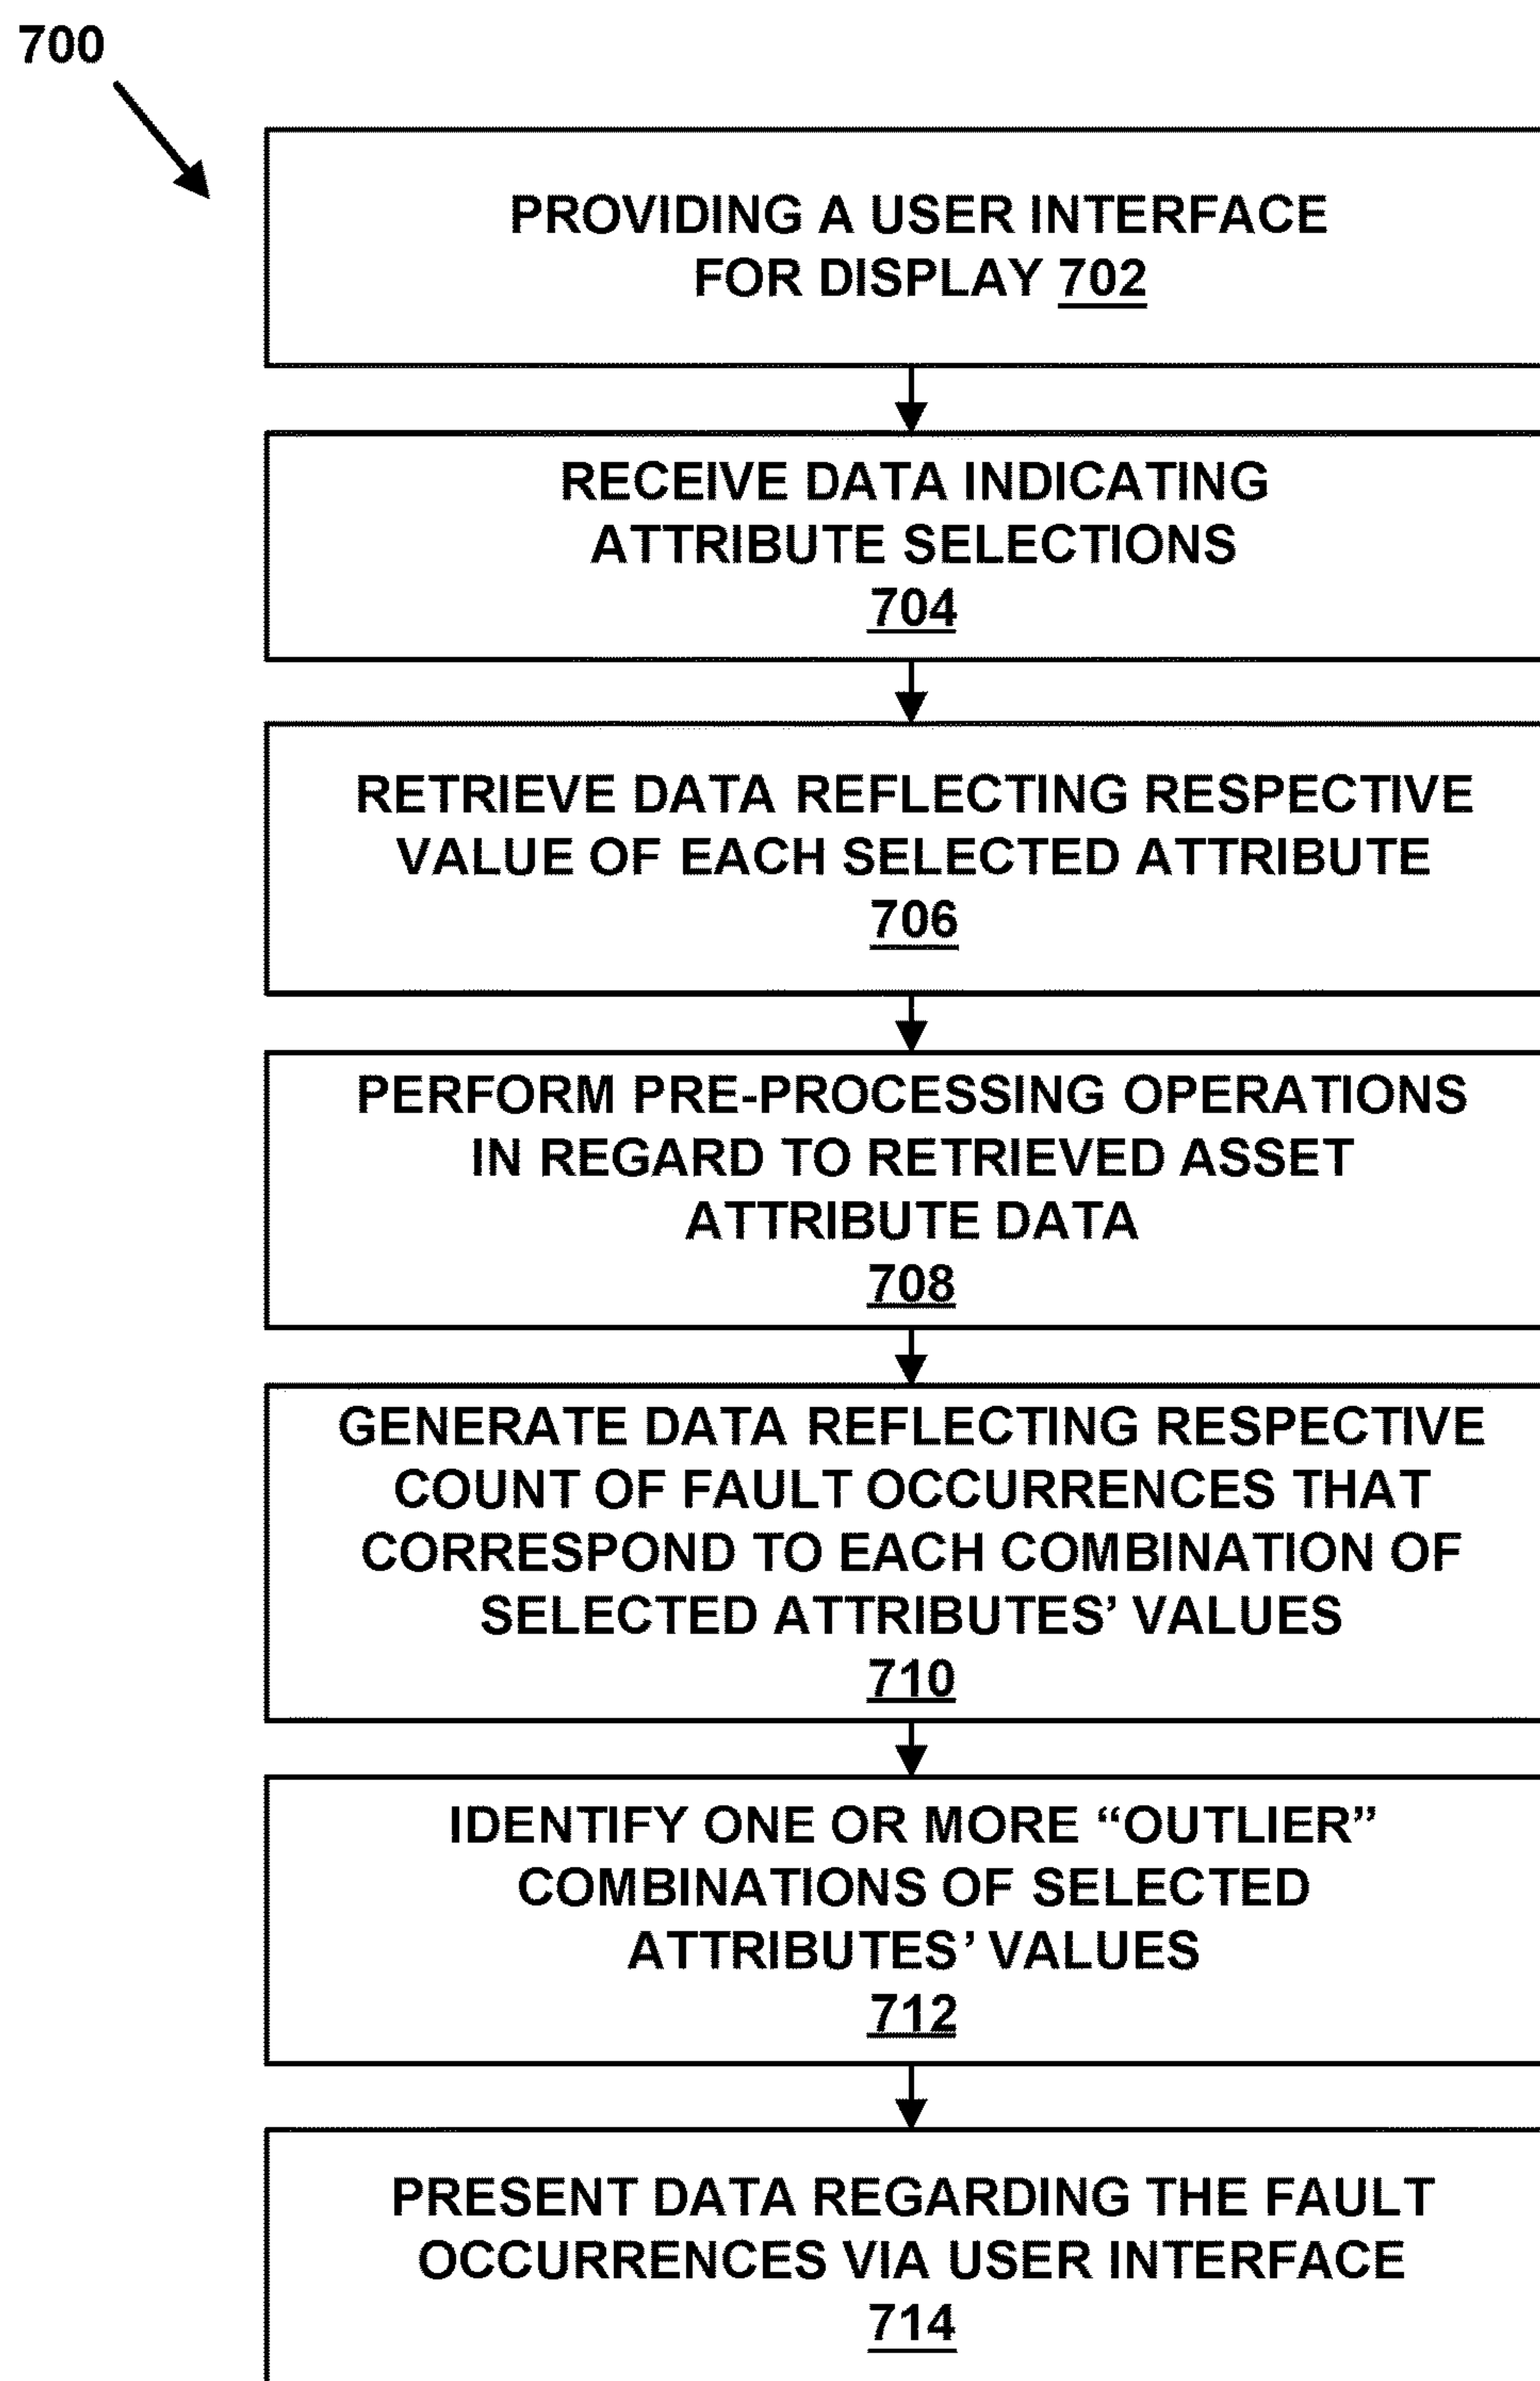 700
PROVIDING A USER INTERFACE
FOR DISPLAY 702
RECEIVE DATA INDICATING
ATTRIBUTE SELECTIONS
704
RETRIEVE DATA REFLECTING RESPECTIVE
VALUE OF EACH SELECTED ATTRIBUTE
706
PERFORM PRE-PROCESSING OPERATIONS
IN REGARD TO RETRIEVED ASSET
ATTRIBUTE DATA
708
GENERATE DATA REFLECTING RESPECTIVE
COUNT OF FAULT OCCURRENCES THAT
CORRESPOND TO EACH COMBINATION OF
SELECTED ATTRIBUTES’ VALUES
710
IDENTIFY ONE OR MORE “OUTLIER”
COMBINATIONS OF SELECTED
ATTRIBUTES’ VALUES
712
PRESENT DATA REGARDING THE FAULT
OCCURRENCES VIA USER INTERFACE
714